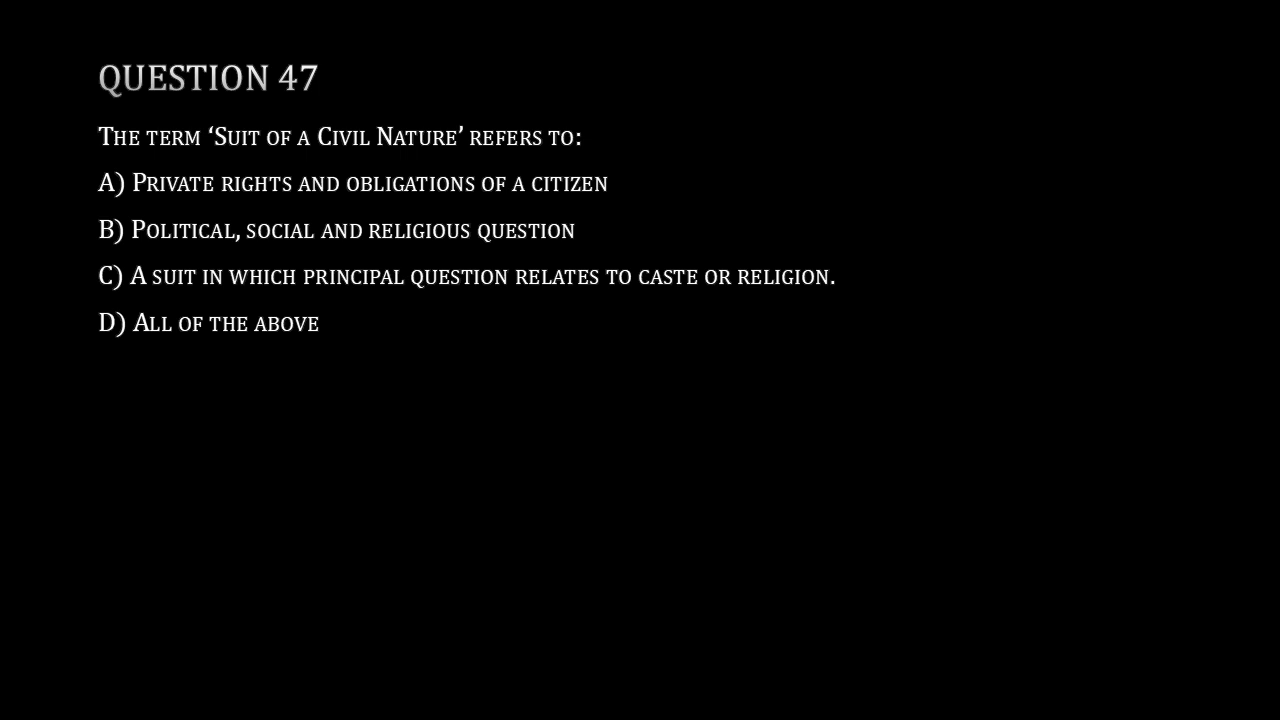 QUESTION 47
The term ‘Suit of a Civil Nature’ refers to:
A) Private rights and obligations of a citizen
B) Political, social and religious question
C) A suit in which principal question relates to caste or religion.
D) All of the above